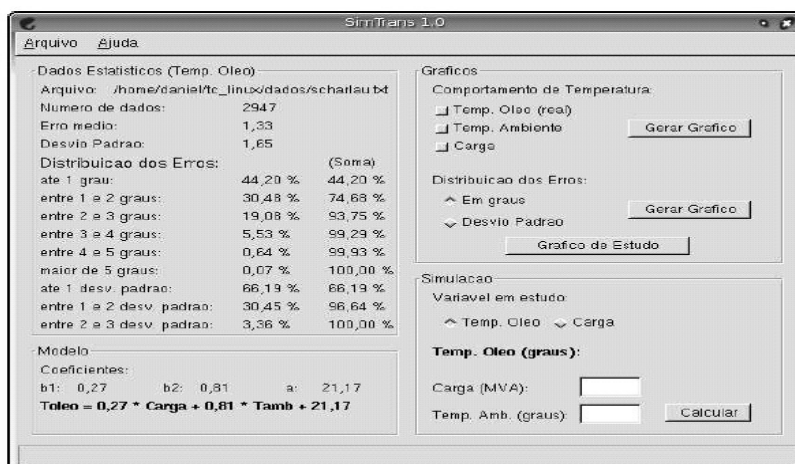 SimTrans 1.0
Arquivo Ajuda
Dados Estatisticos (Temp. Oleo)
Arquivo: /home/daniel/tc_linux/dados/scharlau.txt
Numero de dados: 2947
Erro medio: 1,33
Desvio Padrao: 1,65
Distribuicao dos Erros: (Soma)
ate 1 grau: 44,20 % 44,20 %
entre 1 e 2 graus: 30,48 % 74,68 %
entre 2 e 3 graus: 19,08 % 93,75 %
entre 3 e 4 graus: 5,53 % 99,29 %
entre 4 e 5 graus: 0,64 % 99,93 %
maior de 5 graus: 0,07 % 100,00 %
ate 1 desv. padrao: 66,19 % 66,19 %
entre 1 e 2 desv. padrao: 30,45 % 96,64 %
entre 2 e 3 desv. padrao: 3,36 % 100,00 %
Modelo
Coeficientes:
b1: 0,27 b2: 0,81 a: 21,17
Toleo = 0,27 * Carga + 0,81 * Tamb + 21,17
Graficos
Comportamento de Temperatura:
Temp. Oleo (real)
Temp. Ambiente Gerar Grafico
Carga
Distribuicao dos Erros:
Em graus
Gerar Grafico
Desvio Padrao
Grafico de Estudo
Simulacao
Variavel em estudo:
Temp. Oleo Carga
Temp. Oleo (graus):
Carga (MVA):
Temp. Amb. (graus): Calcular